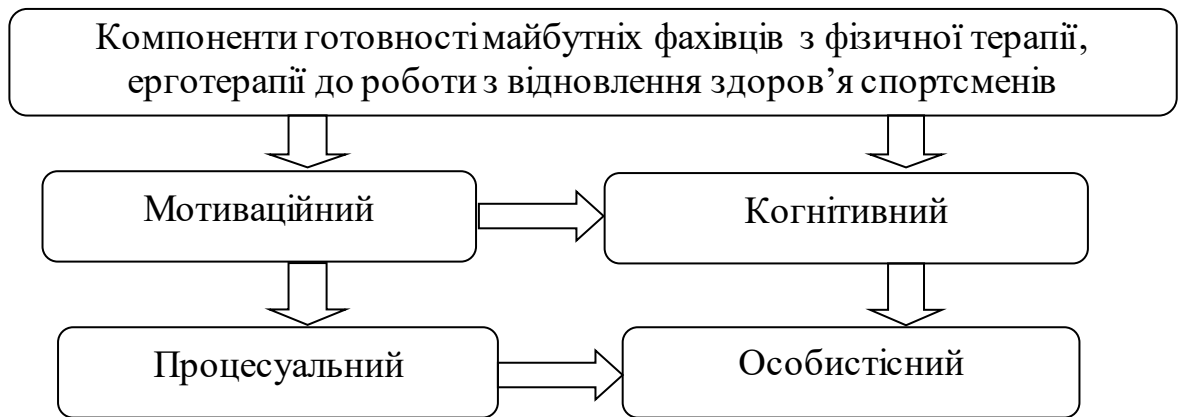 Компоненти готовності майбутніх фахівців з фізичної терапії,
ерготерапії до роботи з відновлення здоров’я спортсменів
Мотиваційний
Когнітивний
Процесуальний
Особистісний